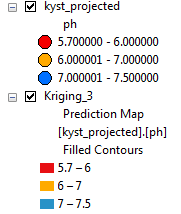 kyst_projected
ph
5.700000 - 6.000000
6.000001 - 7.000000
7.000001 - 7.500000
Kriging_3
Prediction Map
[kyst_projected].[ph]
Filled Contours
5.7 – 6
6 – 7
7 – 7.5